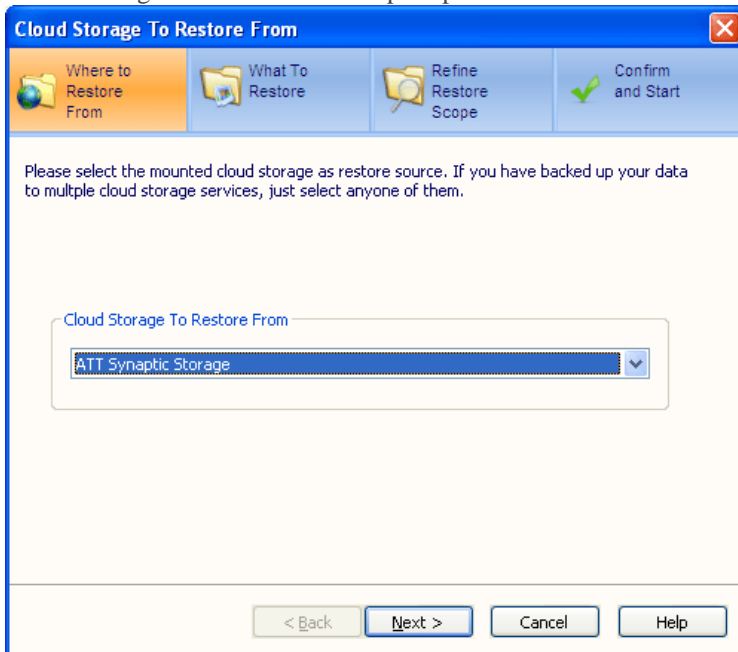 Cloud Storage To Restore From
Where to
Restore
From
What To
Restore
Refine
Restore
Scope
Confirm
and Start
Please select the mounted cloud storage as restore source. If you have backed up your data
to multple cloud storage services, just select anyone of them.
Cloud Storage To Restore From
ATT Synaptic Storage
< Back
Next >
Cancel
Help